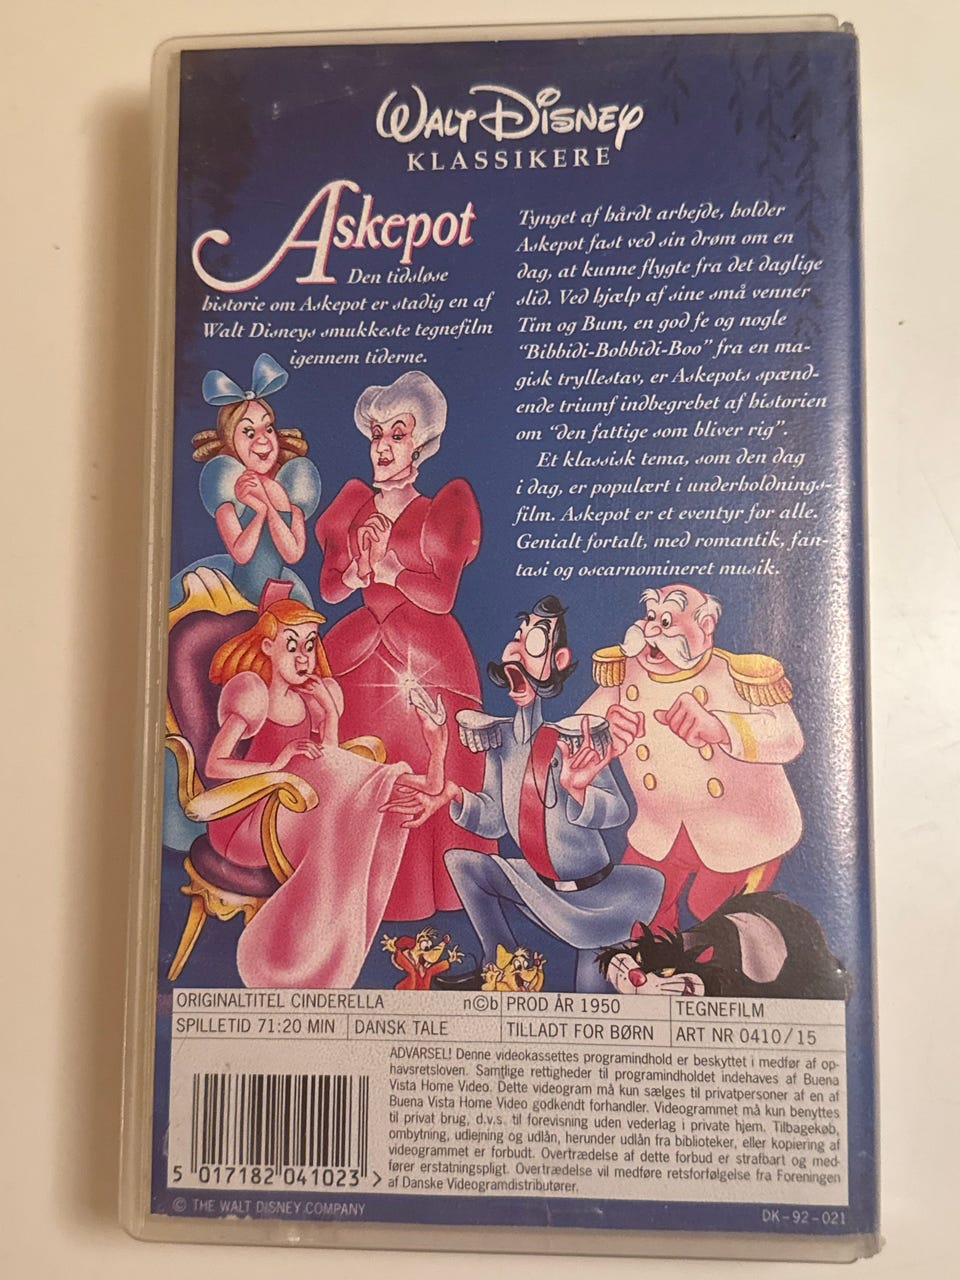 WALT DISNEY
KLASSIKERE
Askepot
Den tidsløse
historie om Askepot er stadig en af
Walt Disneys smukkeste tegnefilm
igennem tiderne.
Tynget af hårdt arbejde, holder
Askepot fast ved sin drøm om en
dag, at kunne flygte fra det daglige
slid. Ved hjælp af sine små venner
Tim og Bum, en god fe og nogle
"Bibbidi-Bobbidi-Boo" fra en ma-
gisk tryllestav, er Askepots spænd-
ende triumf indbegrebet af historien
om "den fattige som bliver rig".
Et klassisk tema, som den dag
i dag, er populært i underholdnings-
film. Askepot er et eventyr for alle.
Genialt fortalt, med romantik, fan-
tasi og oscarnomineret musik.
ORIGINALTITEL CINDERELLA n©b PROD ÅR 1950 TEGNEFILM
SPILLETID 71:20 MIN DANSK TALE TILLADT FOR BØRN ART NR 0410/15
ADVARSEL! Denne videokassettes programindhold er beskyttet i medfør af op-
havsretsloven. Samtlige rettigheder til programindholdet indehaves af Buena
Vista Home Video. Dette videogram må kun sælges til privatpersoner af en af
Buena Vista Home Video godkendt forhandler. Videogrammet må kun benyttes
til privat brug, d.v.s. til forevisning uden vederlag i private hjem. Tilbagekøb,
ombytning, udlejning og udlån, herunder udlån fra biblioteker, eller kopiering af
videogrammet er forbudt. Overtrædelse af dette forbud er strafbart og med-
fører erstatningspligt. Overtrædelse vil medføre retsforfølgelse fra Foreningen
af Danske Videogramdistributører.
5 017182 041023 >
© THE WALT DISNEY COMPANY
DK-92-021